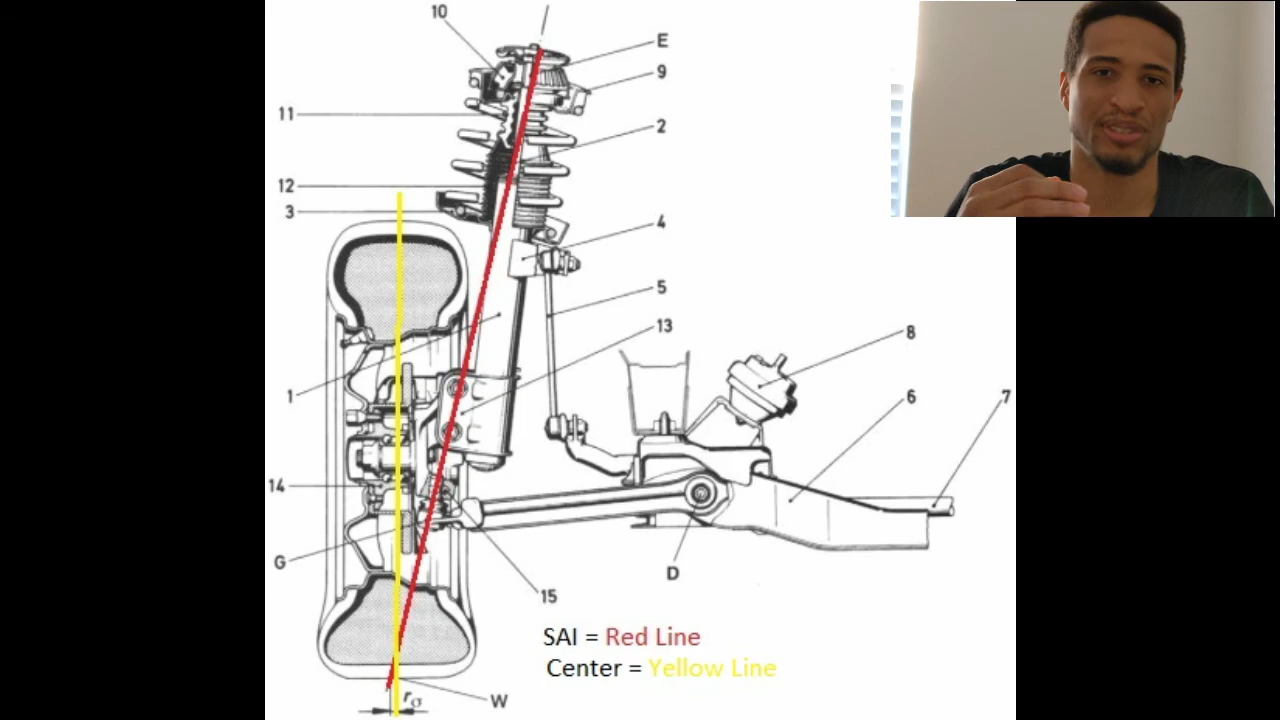 10
E
9
11
2
12
3
4
5
13
8
1
6
7
14
G
D
15
SAI = Red Line
Center = Yellow Line
W
rσ